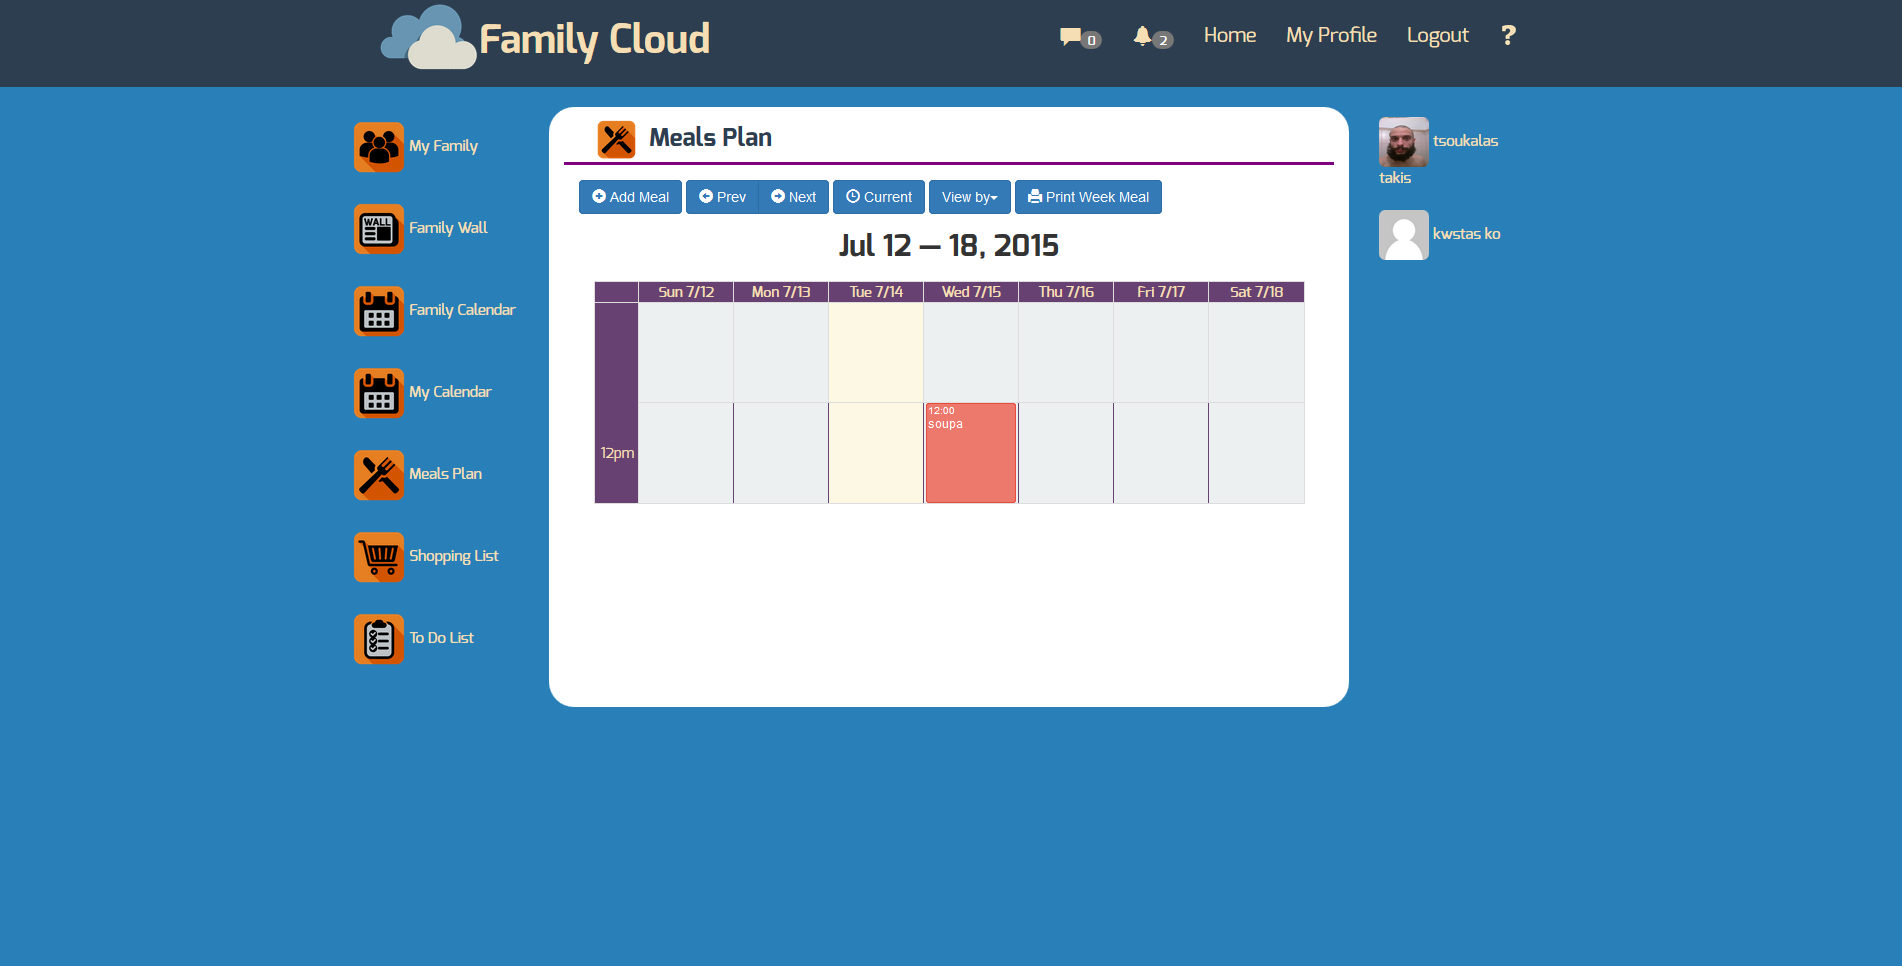 Family Cloud
0
2
Home
My Profile
Logout
?
My Family
WALL
Family Wall
Family Calendar
My Calendar
Meals Plan
Shopping List
To Do List
Meals Plan
Add Meal
Prev
Next
Current
View by
Print Week Meal
Jul 12 — 18, 2015
Sun 7/12
Mon 7/13
Tue 7/14
Wed 7/15
Thu 7/16
Fri 7/17
Sat 7/18
12pm
12:00
soupa
tsoukalas
takis
kwstas ko